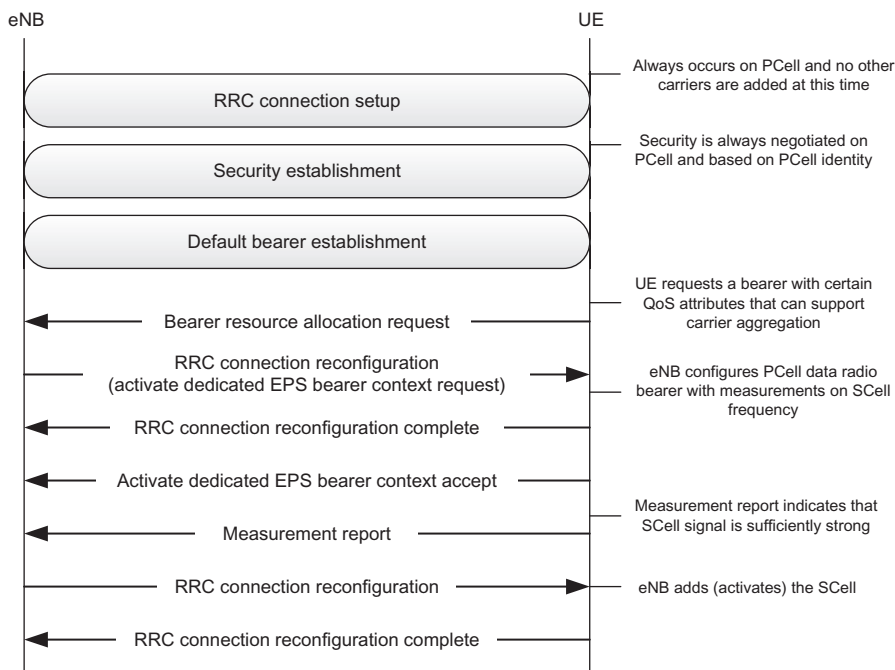 eNB
UE
Always occurs on PCell and no other
carriers are added at this time
RRC connection setup
Security is always negotiated on
PCell and based on PCell identity
Security establishment
Default bearer establishment
UE requests a bearer with certain
QoS attributes that can support
carrier aggregation
Bearer resource allocation request
RRC connection reconfiguration
(activate dedicated EPS bearer context request)
eNB configures PCell data radio
bearer with measurements on SCell
frequency
RRC connection reconfiguration complete
Activate dedicated EPS bearer context accept
Measurement report indicates that
SCell signal is sufficiently strong
Measurement report
RRC connection reconfiguration
eNB adds (activates) the SCell
RRC connection reconfiguration complete